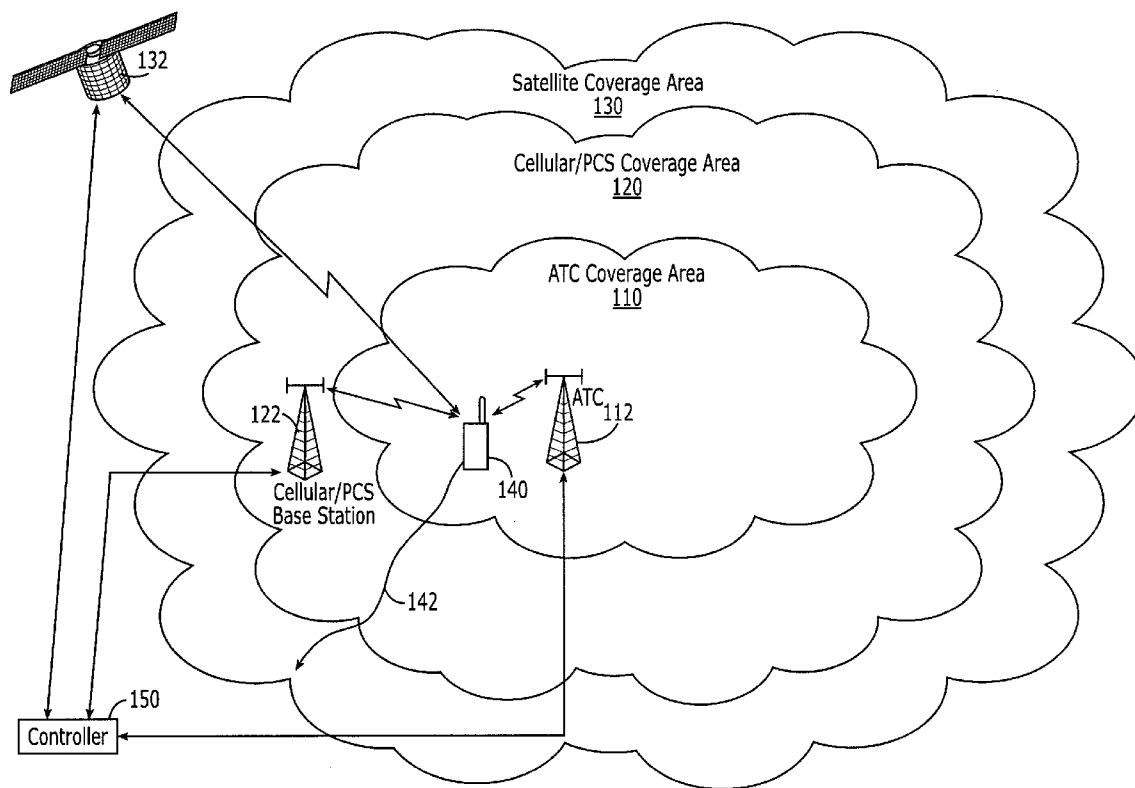 132
Satellite Coverage Area
130
Cellular/PCS Coverage Area
120
ATC Coverage Area
110
122
ATC
112
140
Cellular/PCS
Base Station
142
150
Controller